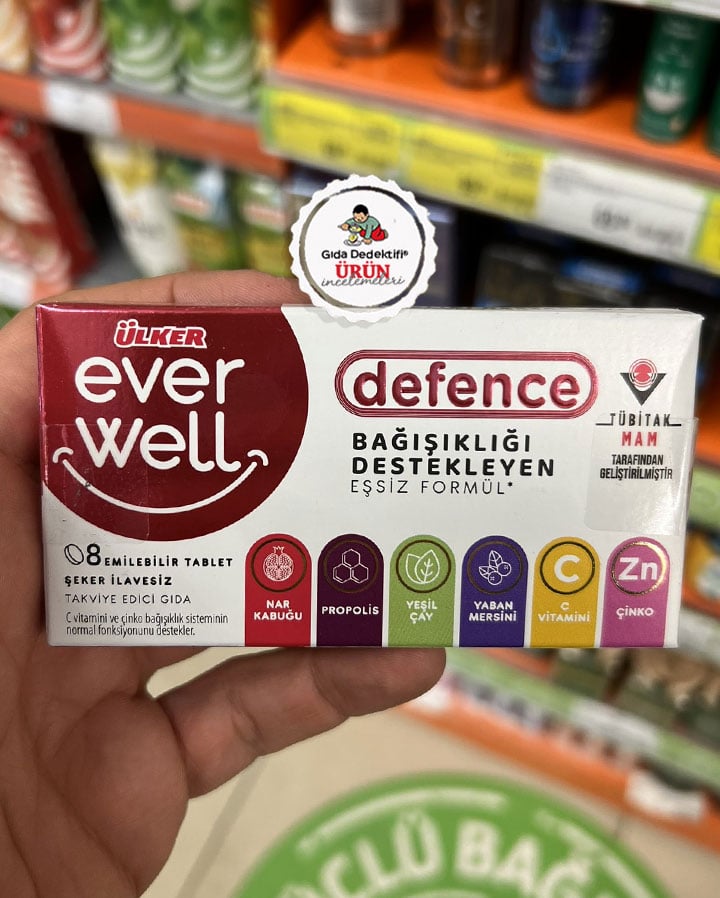 Gıda Dedektifi®
ÜRÜN
incelemeleri
ÜLKER
ever
well
defence
BAĞIŞIKLIĞI
DESTEKLEYEN
EŞSİZ FORMÜL*
TÜBİTAK
MAM
TARAFINDAN
GELİŞTİRİLMİŞTİR
8 EMİLEBİLİR TABLET
ŞEKER İLAVESİZ
TAKVİYE EDİCİ GIDA
C vitamini ve çinko bağışıklık sisteminin
normal fonksiyonunu destekler.
NAR
KABUĞU
PROPOLİS
YEŞİL
ÇAY
YABAN
MERSİNİ
C
C
VİTAMİNİ
Zn
ÇİNKO